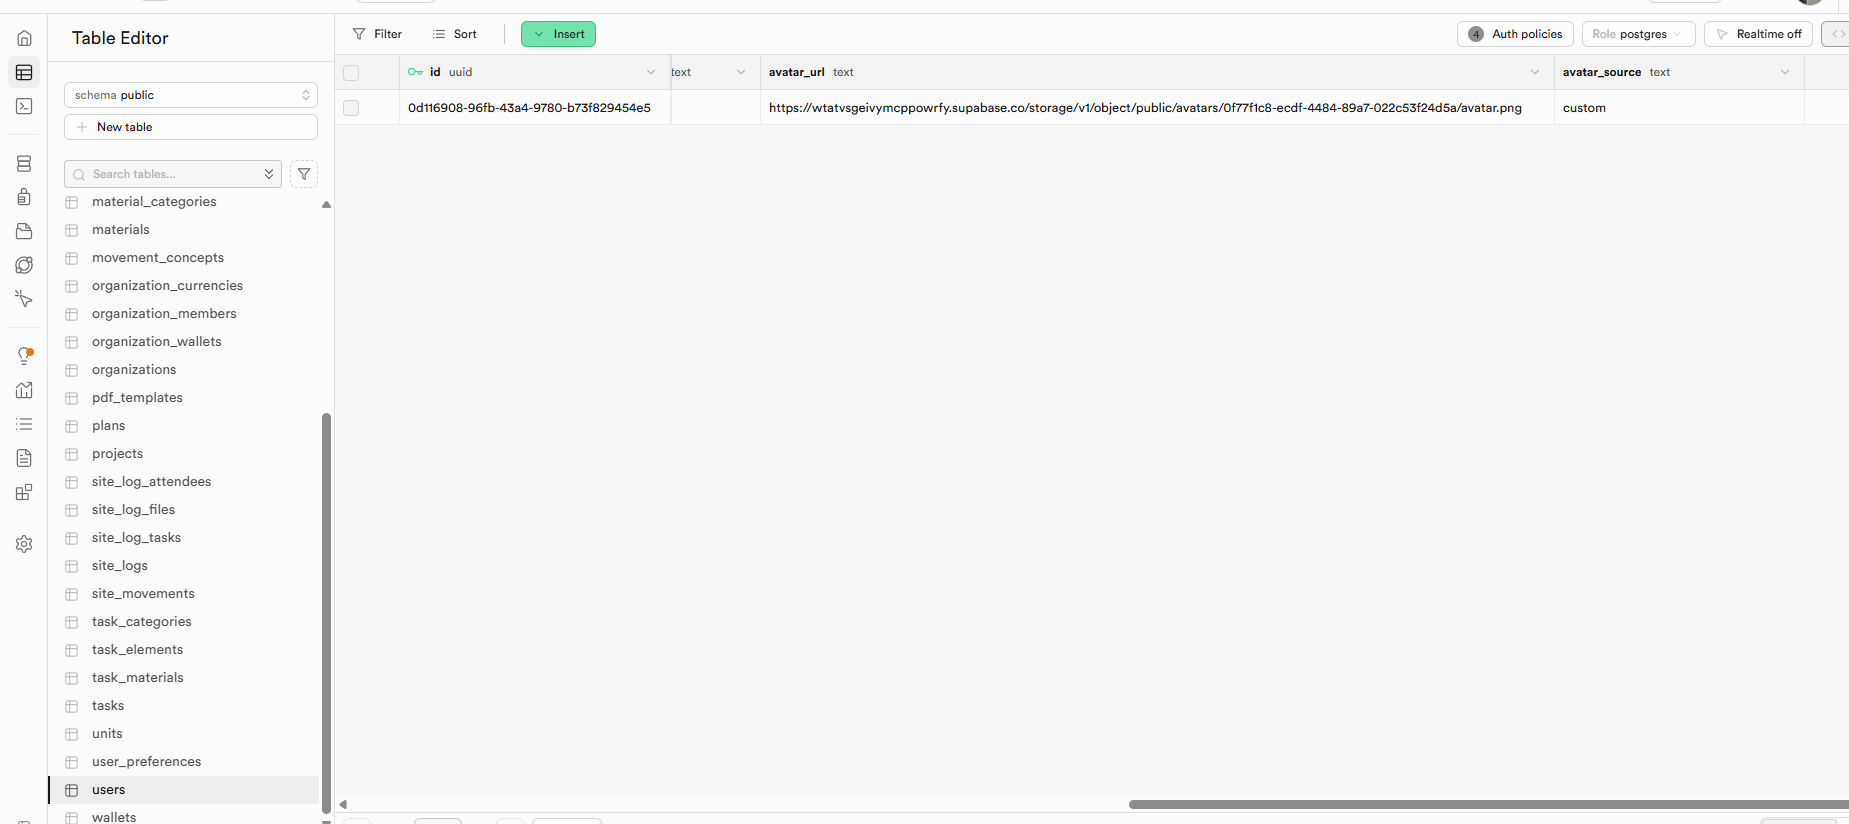 Table Editor
Filter
Sort
Insert
4 Auth policies
Role postgres
Realtime off
schema public
New table
Search tables...
id uuid
text
avatar_url text
avatar_source text
0d116908-96fb-43a4-9780-b73f829454e5
https://wtatvsgeivymcppowrfy.supabase.co/storage/v1/object/public/avatars/0f77f1c8-ecdf-4484-89a7-022c53f24d5a/avatar.png
custom
material_categories
materials
movement_concepts
organization_currencies
organization_members
organization_wallets
organizations
pdf_templates
plans
projects
site_log_attendees
site_log_files
site_log_tasks
site_logs
site_movements
task_categories
task_elements
task_materials
tasks
units
user_preferences
users
wallets